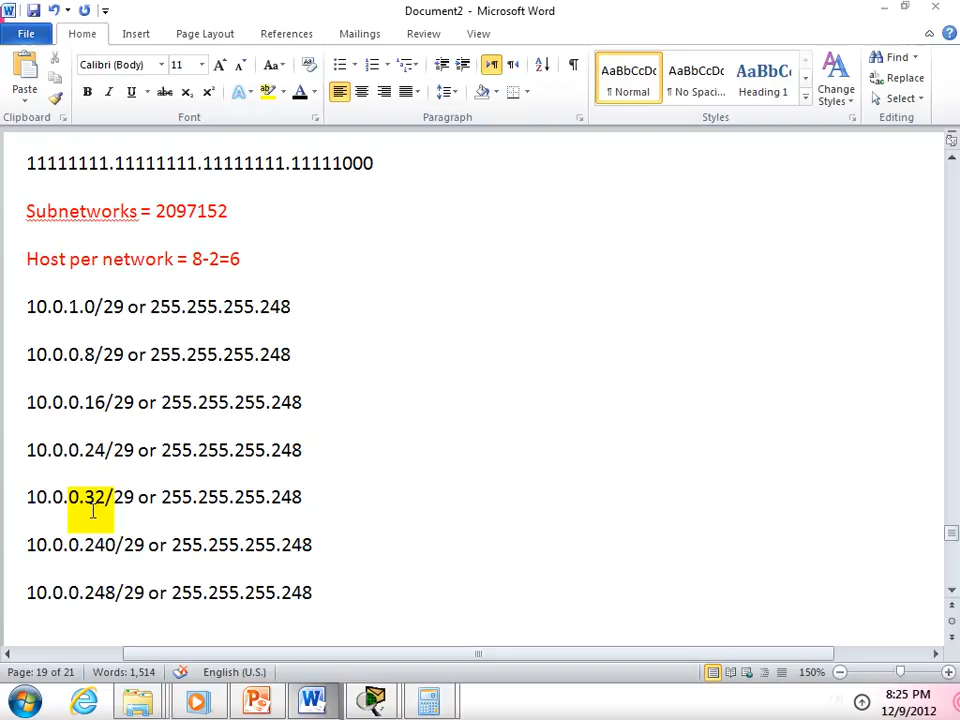 Document2 - Microsoft Word
File Home Insert Page Layout References Mailings Review View
Paste
Calibri (Body) 11
Aa
AaBbCcDc AaBbCcDc AaBbC
¶ Normal ¶ No Spaci... Heading 1
Change Styles
Find
Replace
Select
Clipboard Font Paragraph Styles Editing
11111111.11111111.11111111.11111000
Subnetworks = 2097152
Host per network = 8-2=6
10.0.1.0/29 or 255.255.255.248
10.0.0.8/29 or 255.255.255.248
10.0.0.16/29 or 255.255.255.248
10.0.0.24/29 or 255.255.255.248
10.0.0.32/29 or 255.255.255.248
10.0.0.240/29 or 255.255.255.248
10.0.0.248/29 or 255.255.255.248
Page: 19 of 21 Words: 1,514 English (U.S.) 150%
8:25 PM
12/9/2012